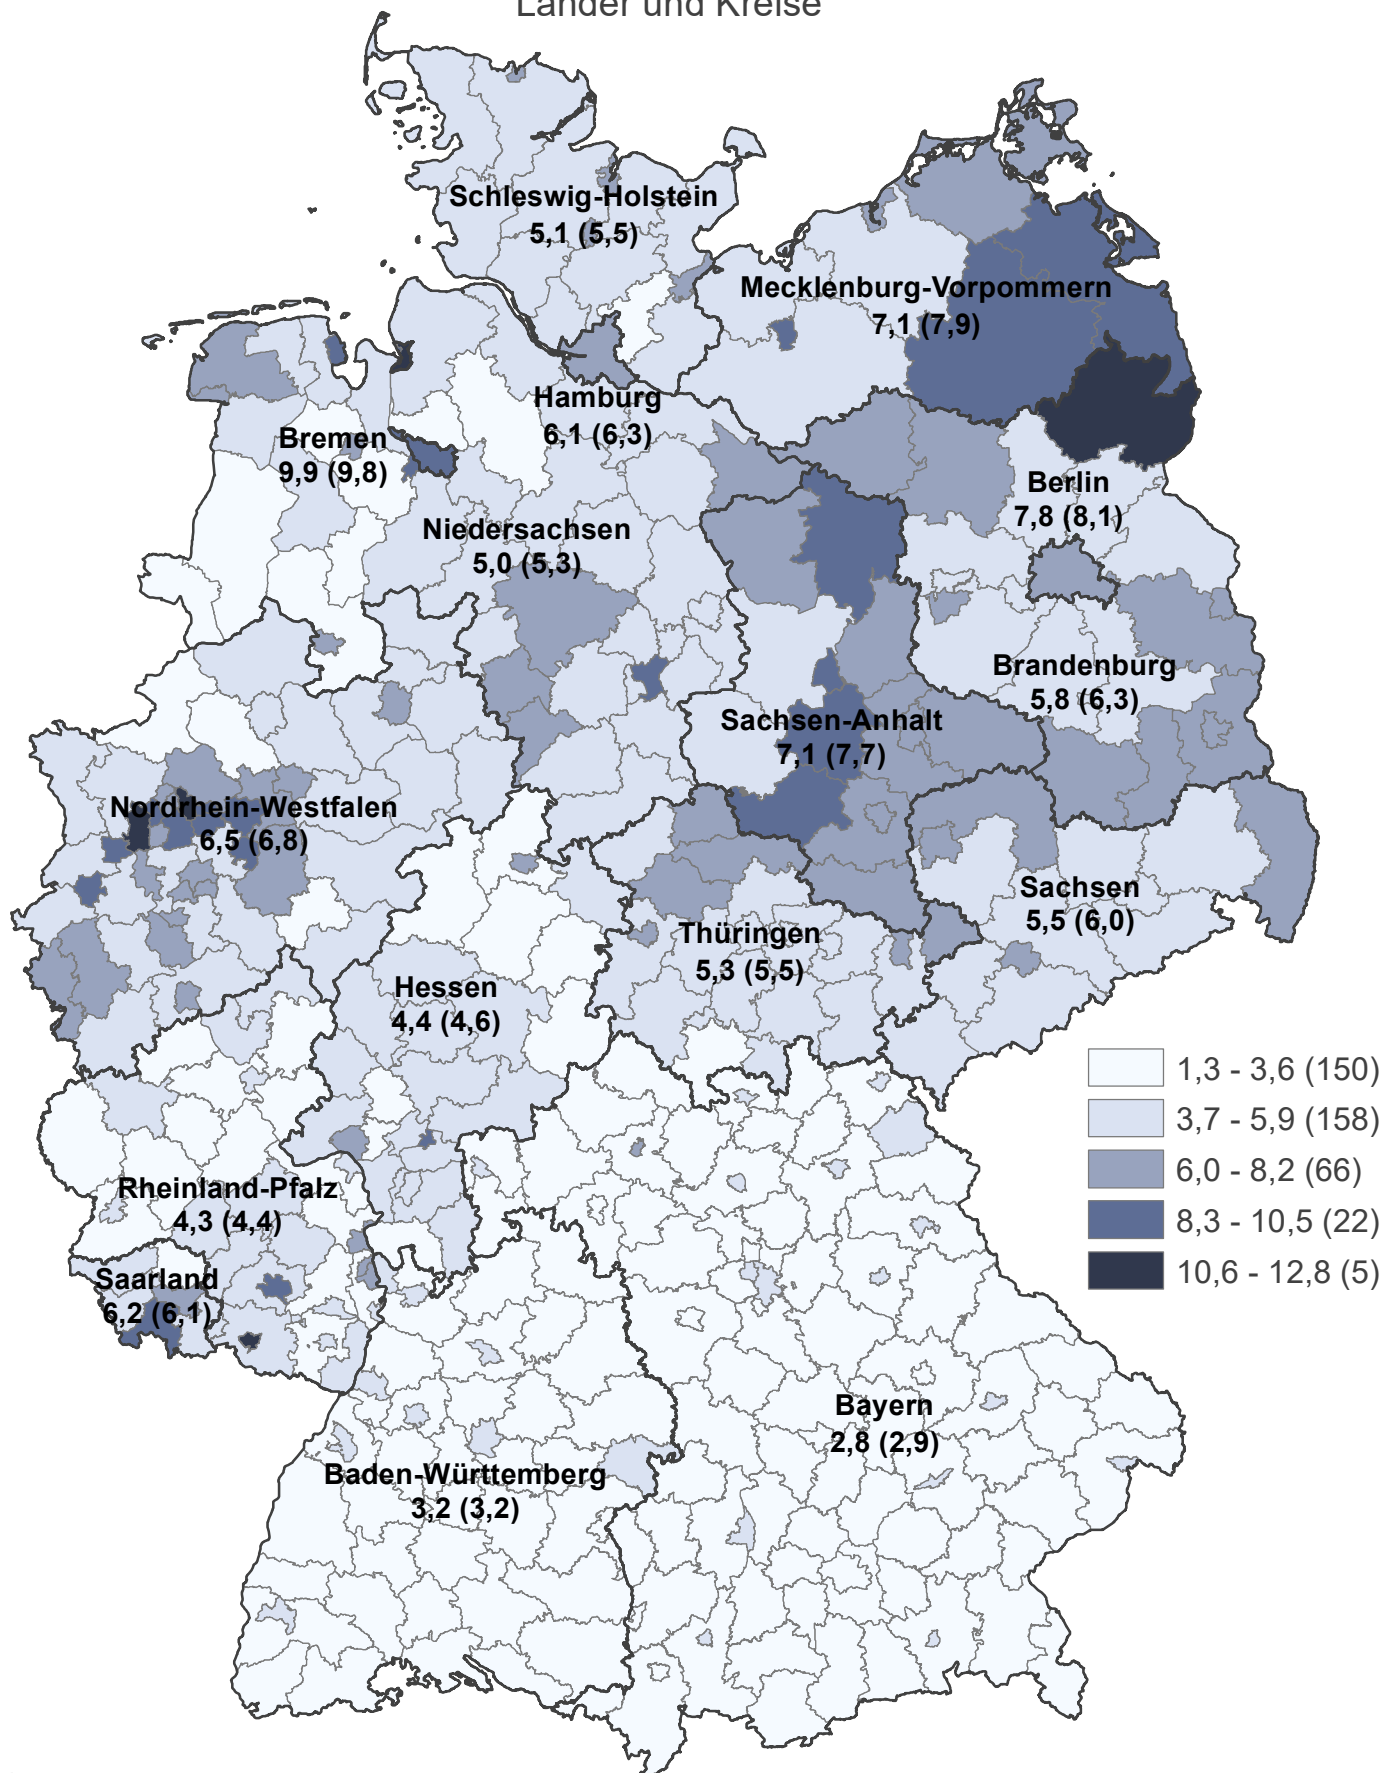 Länder und Kreise
Schleswig-Holstein
5,1 (5,5)
Mecklenburg-Vorpommern
7,1 (7,9)
Hamburg
6,1 (6,3)
Bremen
9,9 (9,8)
Berlin
7,8 (8,1)
Niedersachsen
5,0 (5,3)
Brandenburg
5,8 (6,3)
Sachsen-Anhalt
7,1 (7,7)
Nordrhein-Westfalen
6,5 (6,8)
Sachsen
5,5 (6,0)
Thüringen
5,3 (5,5)
Hessen
4,4 (4,6)
1,3 - 3,6 (150)
3,7 - 5,9 (158)
6,0 - 8,2 (66)
8,3 - 10,5 (22)
10,6 - 12,8 (5)
Rheinland-Pfalz
4,3 (4,4)
Saarland
6,2 (6,1)
Bayern
2,8 (2,9)
Baden-Württemberg
3,2 (3,2)